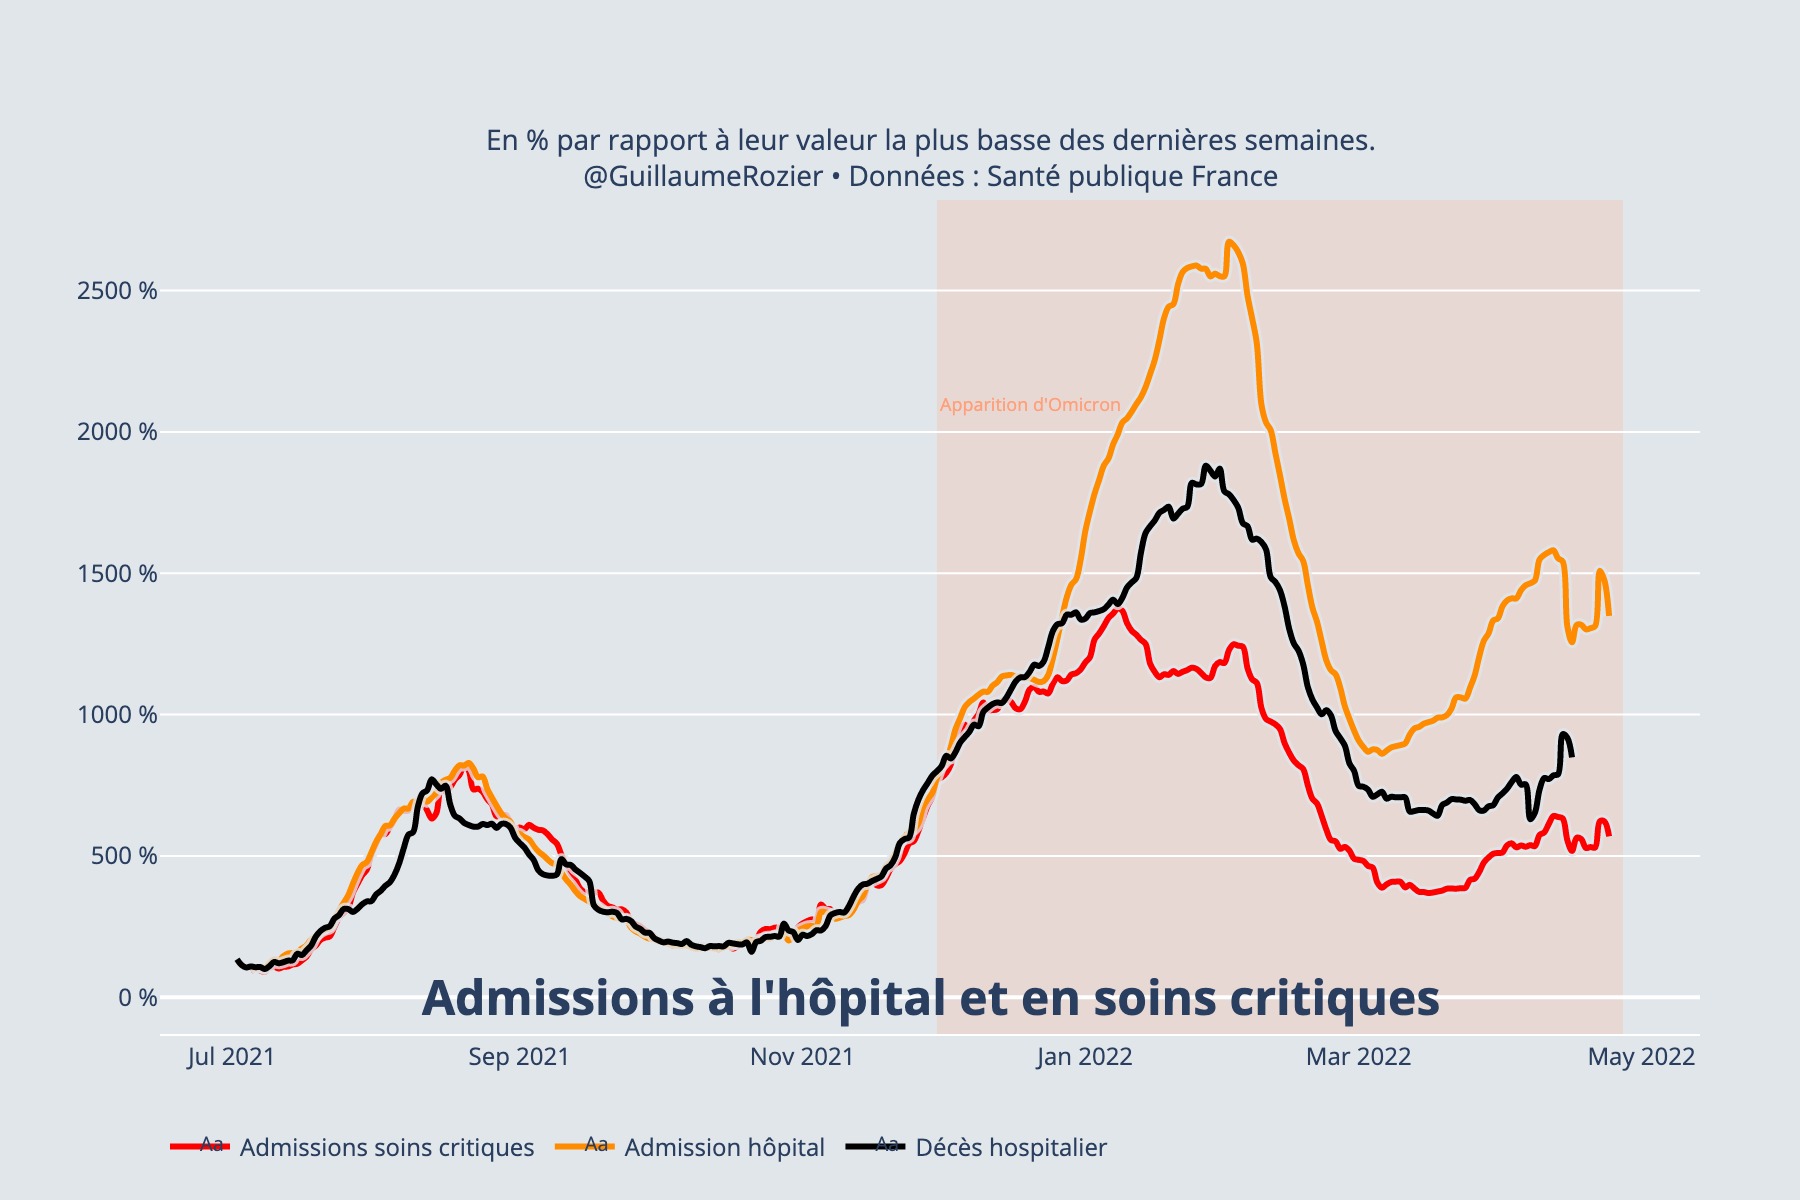 En % par rapport à leur valeur la plus basse des dernières semaines.
@GuillaumeRozier • Données : Santé publique France
2500 %
Apparition d'Omicron
2000 %
1500 %
1000 %
500 %
0 %
Admissions à l'hôpital et en soins critiques
Jul 2021 Sep 2021 Nov 2021 Jan 2022 Mar 2022 May 2022
Aa Admissions soins critiques Aa Admission hôpital Aa Décès hospitalier